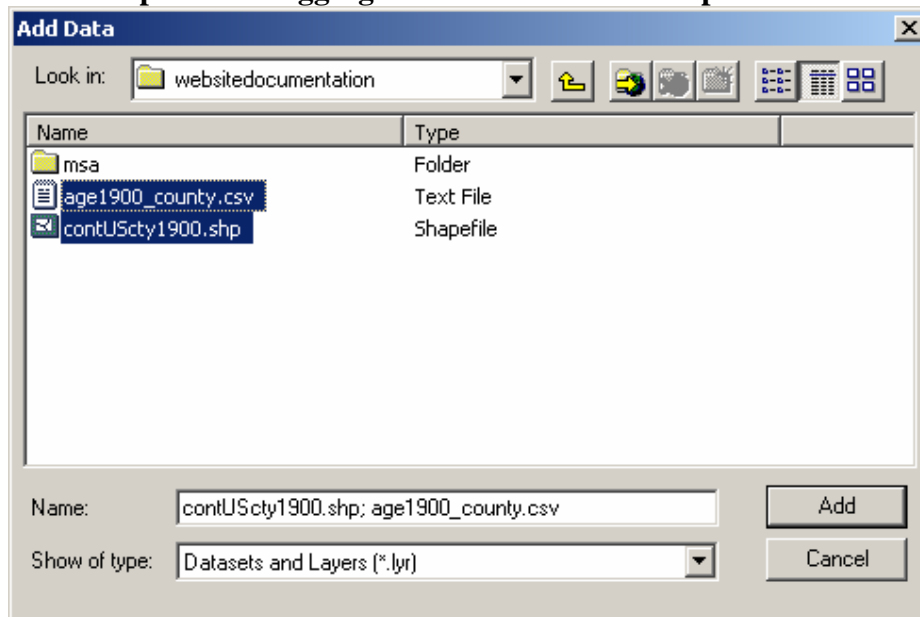 Add Data
Look in: websitedocumentation
Name Type
msa Folder
age1900_county.csv Text File
contUScty1900.shp Shapefile
Name: contUScty1900.shp; age1900_county.csv Add
Show of type: Datasets and Layers (*.lyr) Cancel